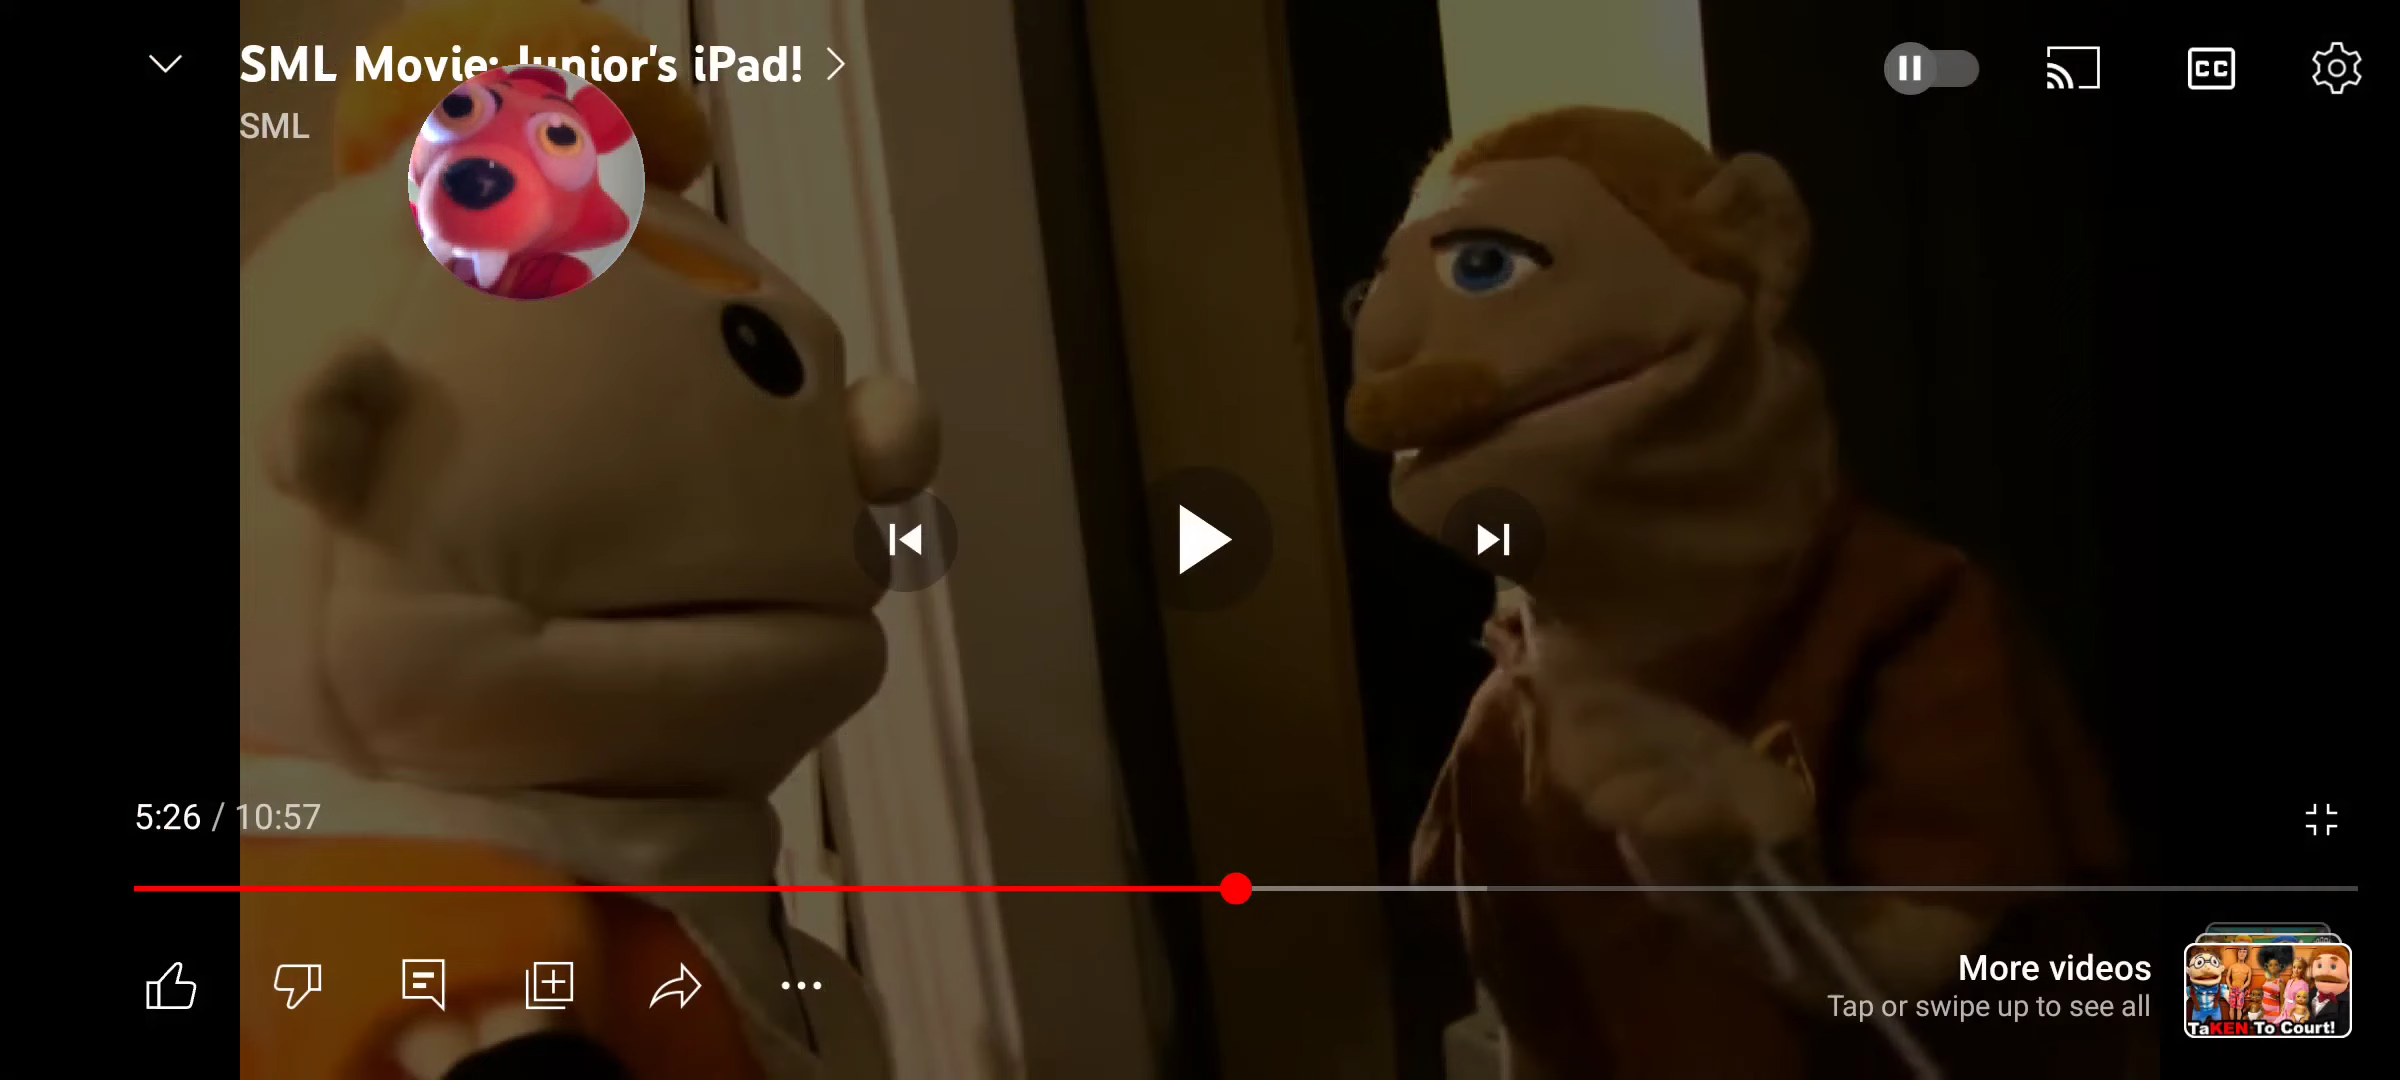 SML Movie: Junior's iPad!
SML
CC
5:26 / 10:57
More videos
Tap or swipe up to see all
TaKEN To Court!